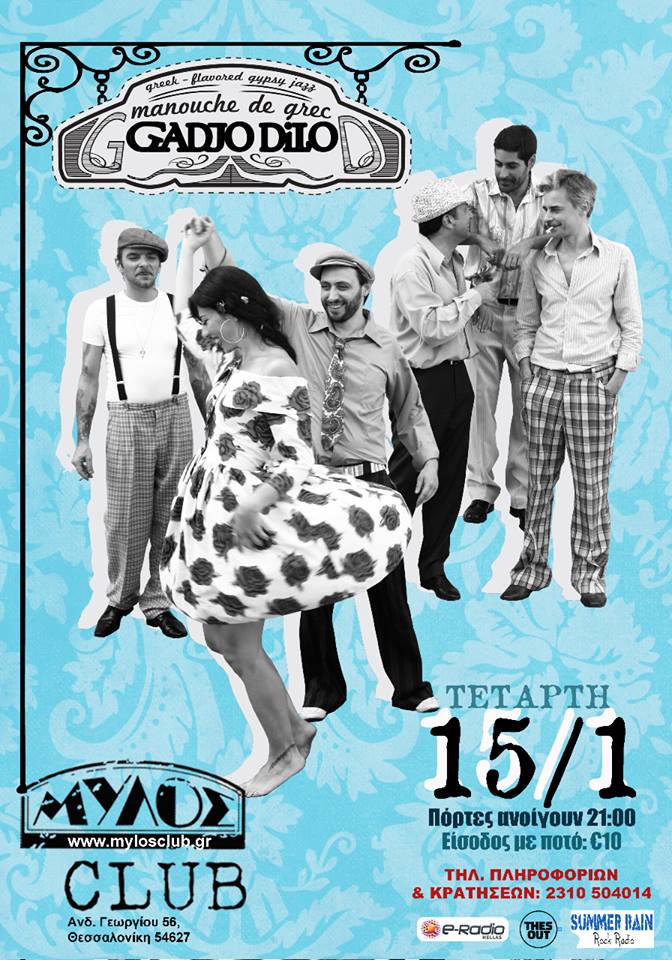 greek - flavored gypsy jazz
manouche de grec
G GADJO DiLO D
ΤΕΤΑΡΤΗ
15/1
Πόρτες ανοίγουν 21:00
Είσοδος με ποτό: €10
ΤΗΛ. ΠΛΗΡΟΦΟΡΙΩΝ
& ΚΡΑΤΗΣΕΩΝ: 2310 504014
ΜΥΛΟΣ
www.mylosclub.gr
CLUB
Ανδ. Γεωργίου 56,
Θεσσαλονίκη 54627
e-Radio
HELLAS
THES
OUT
SUMMER RAIN
Rock Radio